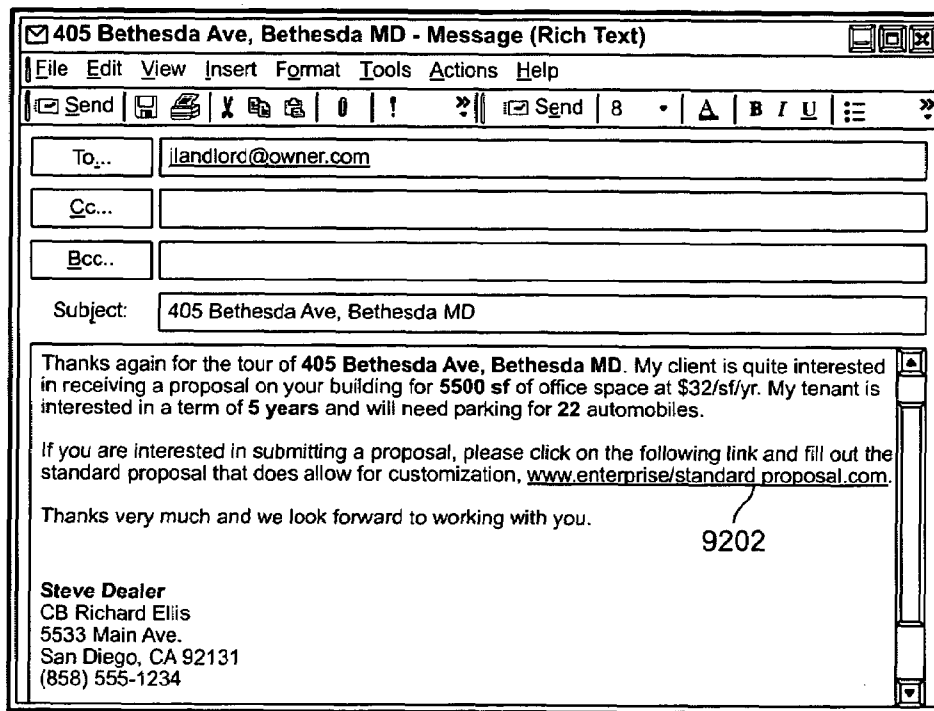 405 Bethesda Ave, Bethesda MD - Message (Rich Text)
File Edit View Insert Format Tools Actions Help
Send ! » Send 8 A B I U »
To... jlandlord@owner.com
Cc...
Bcc..
Subject: 405 Bethesda Ave, Bethesda MD
Thanks again for the tour of 405 Bethesda Ave, Bethesda MD. My client is quite interested
in receiving a proposal on your building for 5500 sf of office space at $32/sf/yr. My tenant is
interested in a term of 5 years and will need parking for 22 automobiles.
If you are interested in submitting a proposal, please click on the following link and fill out the
standard proposal that does allow for customization, www.enterprise/standard proposal.com.
Thanks very much and we look forward to working with you.
9202
Steve Dealer
CB Richard Ellis
5533 Main Ave.
San Diego, CA 92131
(858) 555-1234